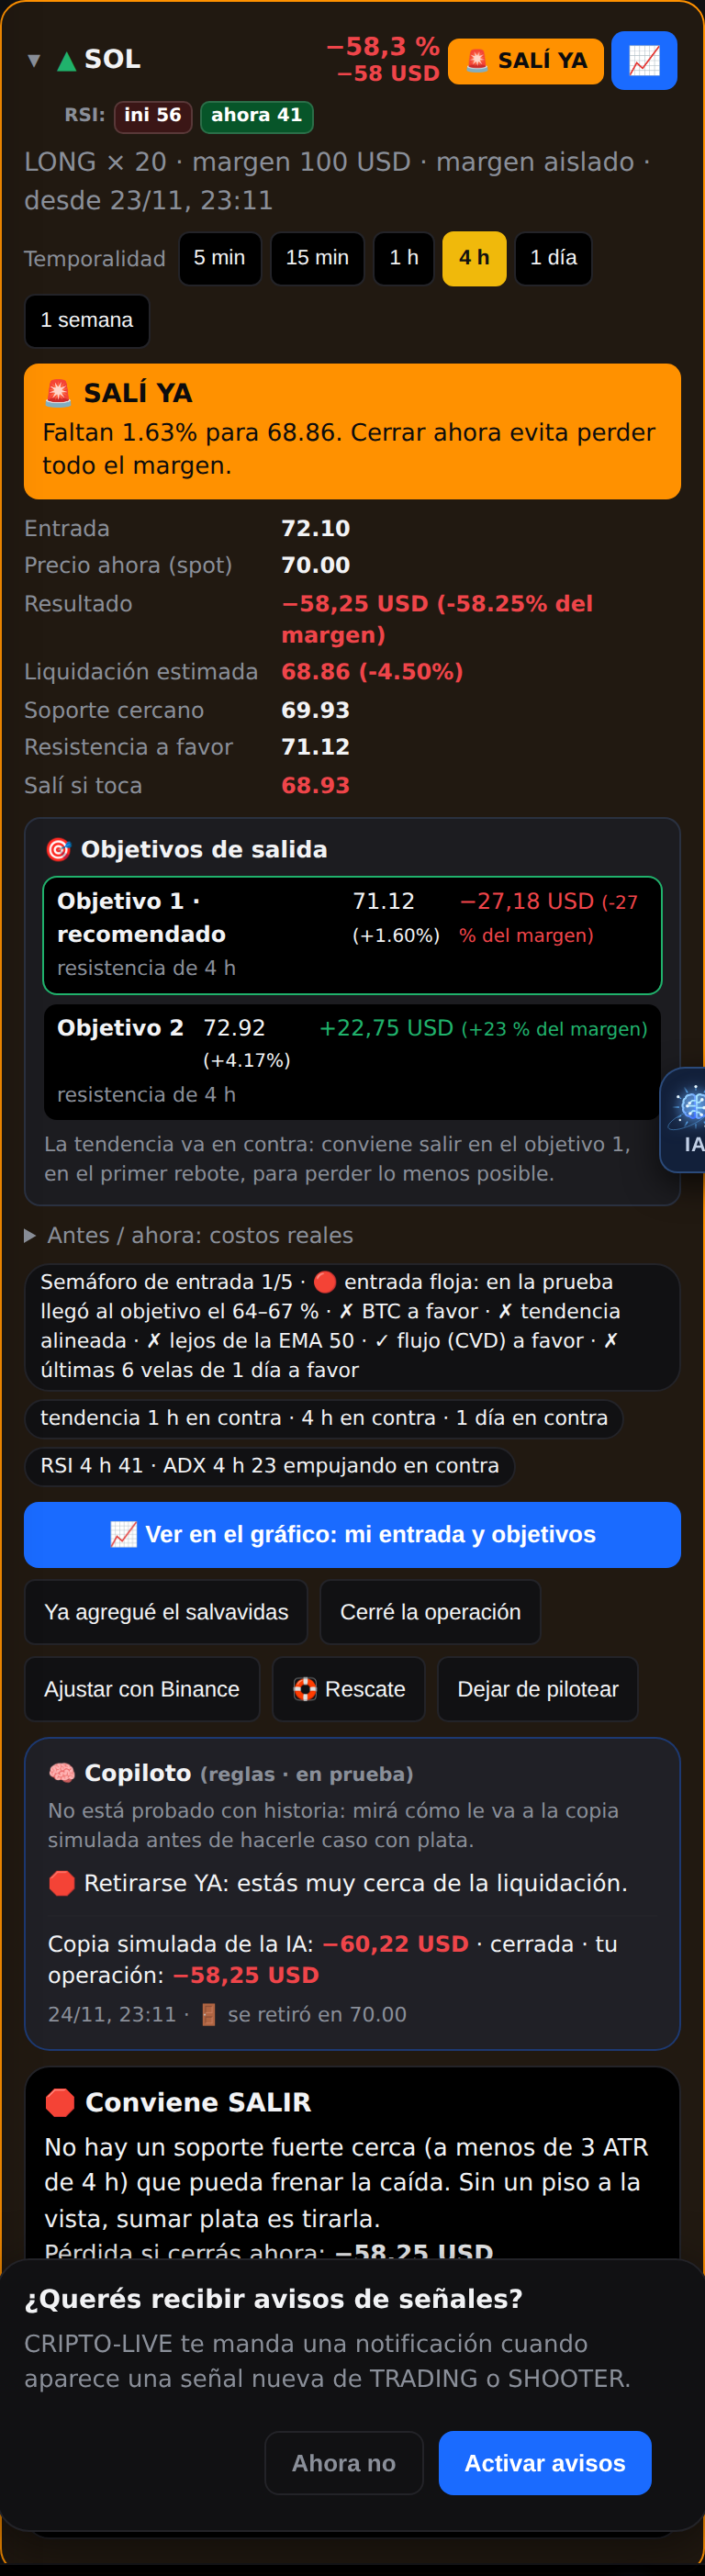 ▼ ▲ SOL −58,3 % −58 USD 🚨 SALÍ YA 📈
RSI: ini 56 ahora 41
LONG × 20 · margen 100 USD · margen aislado ·
desde 23/11, 23:11
Temporalidad 5 min 15 min 1 h 4 h 1 día
1 semana
🚨 SALÍ YA
Faltan 1.63% para 68.86. Cerrar ahora evita perder
todo el margen.
Entrada 72.10
Precio ahora (spot) 70.00
Resultado −58,25 USD (-58.25% del
margen)
Liquidación estimada 68.86 (-4.50%)
Soporte cercano 69.93
Resistencia a favor 71.12
Salí si toca 68.93
🎯 Objetivos de salida
Objetivo 1 · 71.12 −27,18 USD (-27
recomendado (+1.60%) % del margen)
resistencia de 4 h
Objetivo 2 72.92 +22,75 USD (+23 % del margen)
(+4.17%)
resistencia de 4 h
IA
La tendencia va en contra: conviene salir en el objetivo 1,
en el primer rebote, para perder lo menos posible.
▶ Antes / ahora: costos reales
Semáforo de entrada 1/5 · 🔴 entrada floja: en la prueba
llegó al objetivo el 64–67 % · ✗ BTC a favor · ✗ tendencia
alineada · ✗ lejos de la EMA 50 · ✓ flujo (CVD) a favor · ✗
últimas 6 velas de 1 día a favor
tendencia 1 h en contra · 4 h en contra · 1 día en contra
RSI 4 h 41 · ADX 4 h 23 empujando en contra
📈 Ver en el gráfico: mi entrada y objetivos
Ya agregué el salvavidas Cerré la operación
Ajustar con Binance 🛟 Rescate Dejar de pilotear
🧠 Copiloto (reglas · en prueba)
No está probado con historia: mirá cómo le va a la copia
simulada antes de hacerle caso con plata.
🛑 Retirarse YA: estás muy cerca de la liquidación.
Copia simulada de la IA: −60,22 USD · cerrada · tu
operación: −58,25 USD
24/11, 23:11 · 🚪 se retiró en 70.00
🛑 Conviene SALIR
No hay un soporte fuerte cerca (a menos de 3 ATR
de 4 h) que pueda frenar la caída. Sin un piso a la
vista, sumar plata es tirarla.
Pérdida si cerrás ahora: −58,25 USD
¿Querés recibir avisos de señales?
CRIPTO-LIVE te manda una notificación cuando
aparece una señal nueva de TRADING o SHOOTER.
Ahora no Activar avisos